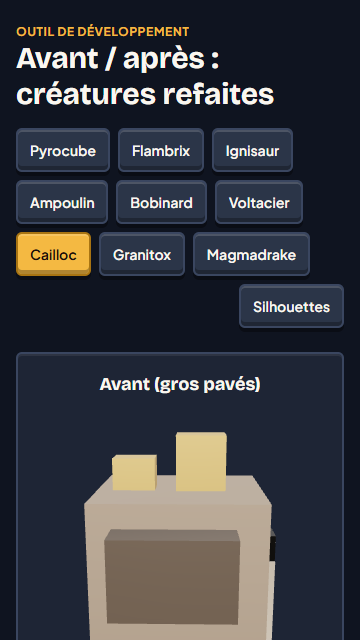 OUTIL DE DÉVELOPPEMENT
Avant / après :
créatures refaites
Pyrocube Flambrix Ignisaur
Ampoulin Bobinard Voltacier
Cailloc Granitox Magmadrake
Silhouettes
Avant (gros pavés)